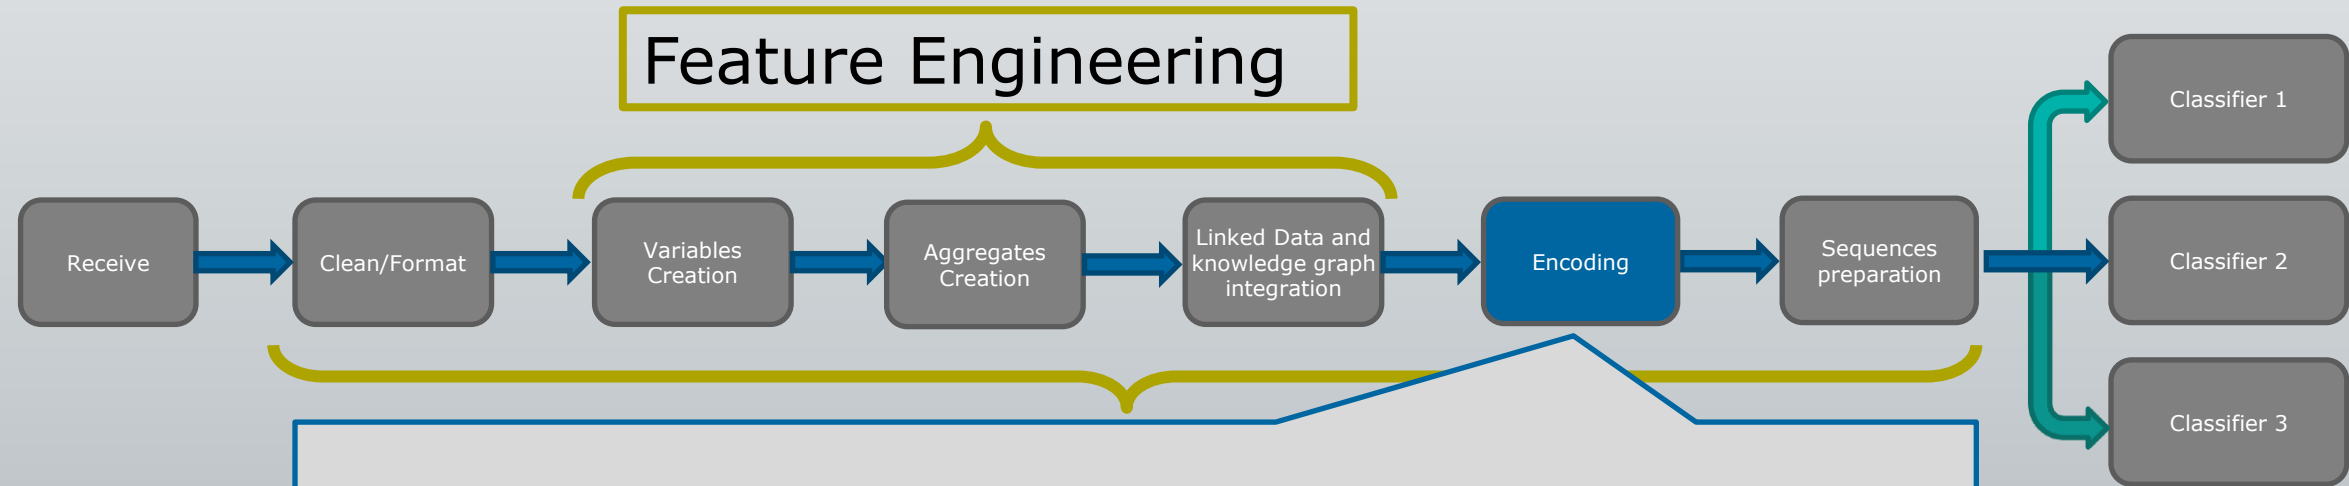 Feature Engineering
Receive
Clean/Format
Variables
Creation
Aggregates
Creation
Linked Data and
knowledge graph
integration
Encoding
Sequences
preparation
Classifier 1
Classifier 2
Classifier 3